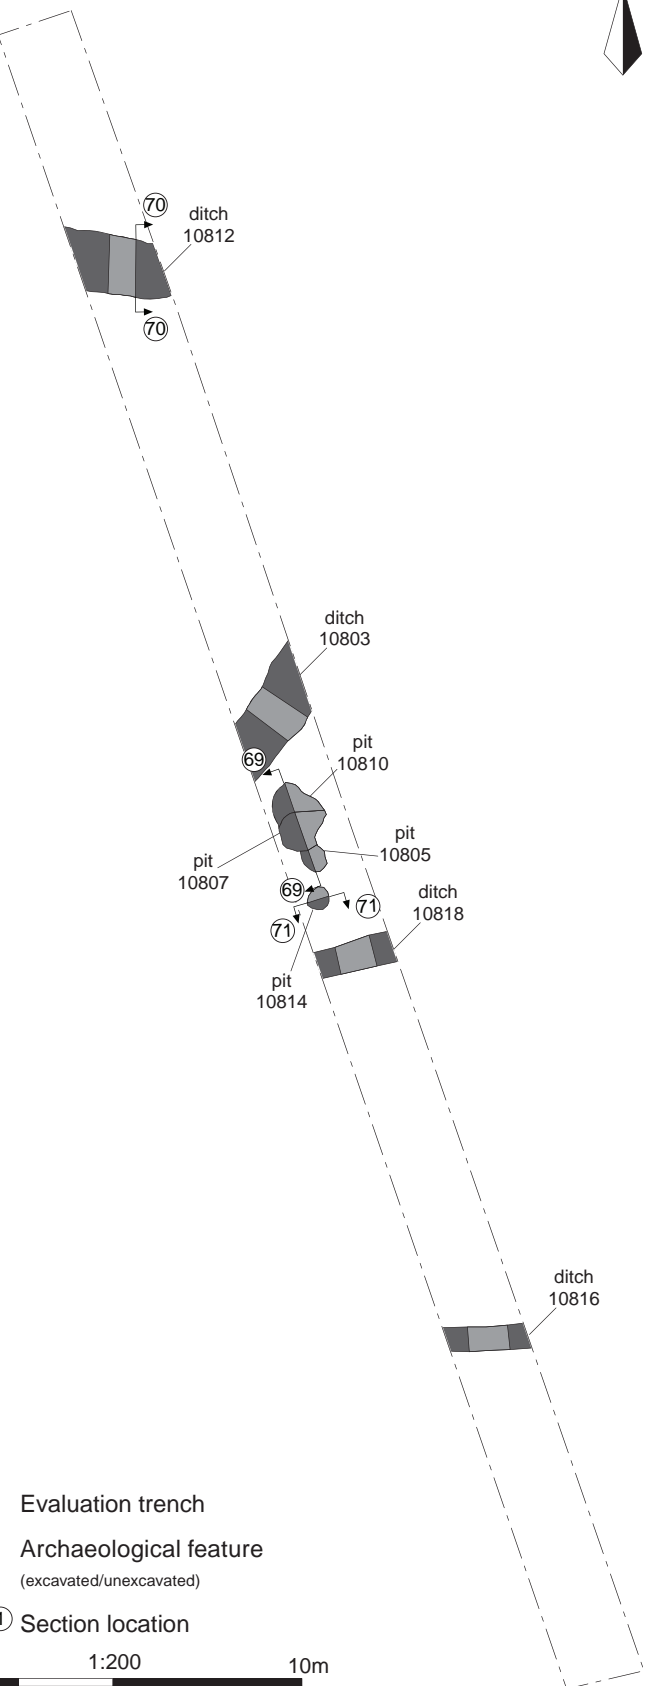 70
ditch
10812
70
ditch
10803
69
pit
10810
pit
10805
pit
10807
69
71
ditch
10818
71
pit
10814
ditch
10816
Evaluation trench
Archaeological feature
(excavated/unexcavated)
Section location
1:200
10m